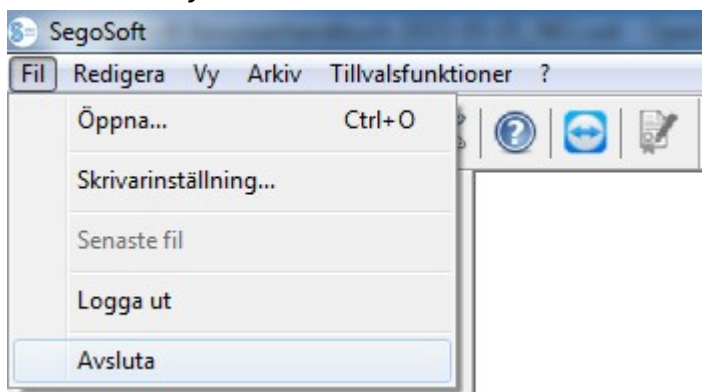 SegoSoft
Fil Redigera Vy Arkiv Tillvalsfunktioner ?
Öppna... Ctrl+O
Skrivarinställning...
Senaste fil
Logga ut
Avsluta